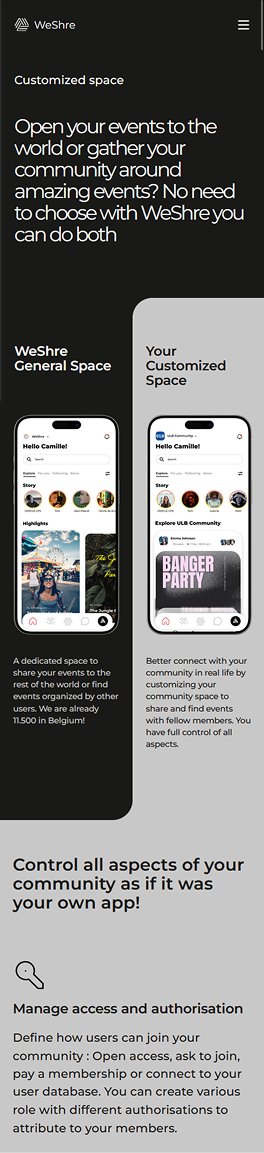 WeShre
Customized space
Open your events to the
world or gather your
community around
amazing events? No need
to choose with WeShre you
can do both
WeShre
General Space
Your
Customized
Space
WeShre
Hello Camille!
Search
Explore For you Following News
Story
Highlights
ULB
ULB Community
Hello Camille!
Search
Explore For you Following News
Story
Explore ULB Community
Emma Johnson
BANGER
PARTY
A dedicated space to
share your events to the
rest of the world or find
events organized by other
users. We are already
11.500 in Belgium!
Better connect with your
community in real life by
customizing your
community space to
share and find events
with fellow members. You
have full control of all
aspects.
Control all aspects of your
community as if it was
your own app!
Manage access and authorisation
Define how users can join your
community : Open access, ask to join,
pay a membership or connect to your
user database. You can create various
role with different authorisations to
attribute to your members.